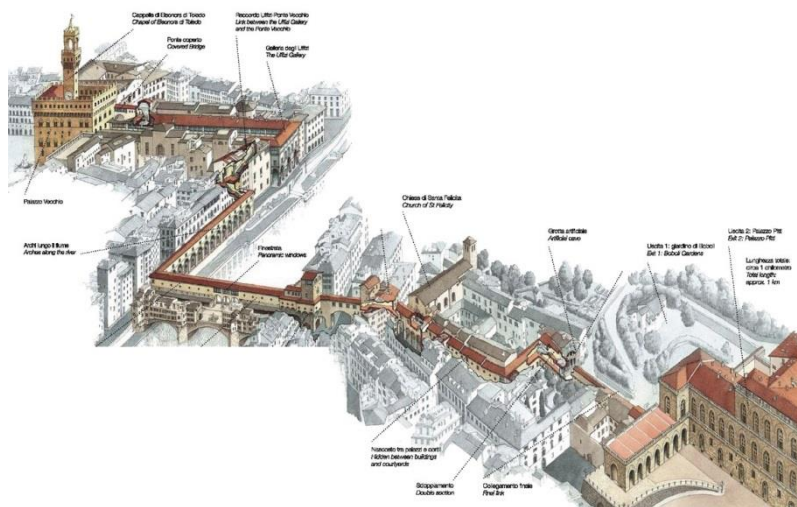 Cappella di Eleonora di Toledo
Chapel of Eleonora di Toledo
Ponte coperto
Covered Bridge
Raccordo Uffizi Ponte Vecchio
Link between the Uffizi Gallery
and the Ponte Vecchio
Galleria degli Uffizi
The Uffizi Gallery
Palazzo Vecchio
Archi lungo il fiume
Arches along the river
Finestrate
Panoramic windows
Chiesa di Santa Felicita
Church of St Felicity
Grotta artificiale
Artificial cave
Uscita 1: giardino di Boboli
Exit 1: Boboli Gardens
Uscita 2: Palazzo Pitti
Exit 2: Palazzo Pitti
Lunghezza totale:
circa 1 chilometro
Total length:
approx. 1 km
Nascosto tra palazzi e cortili
Hidden between buildings
and courtyards
Sdoppiamento
Double section
Collegamento finale
Final link